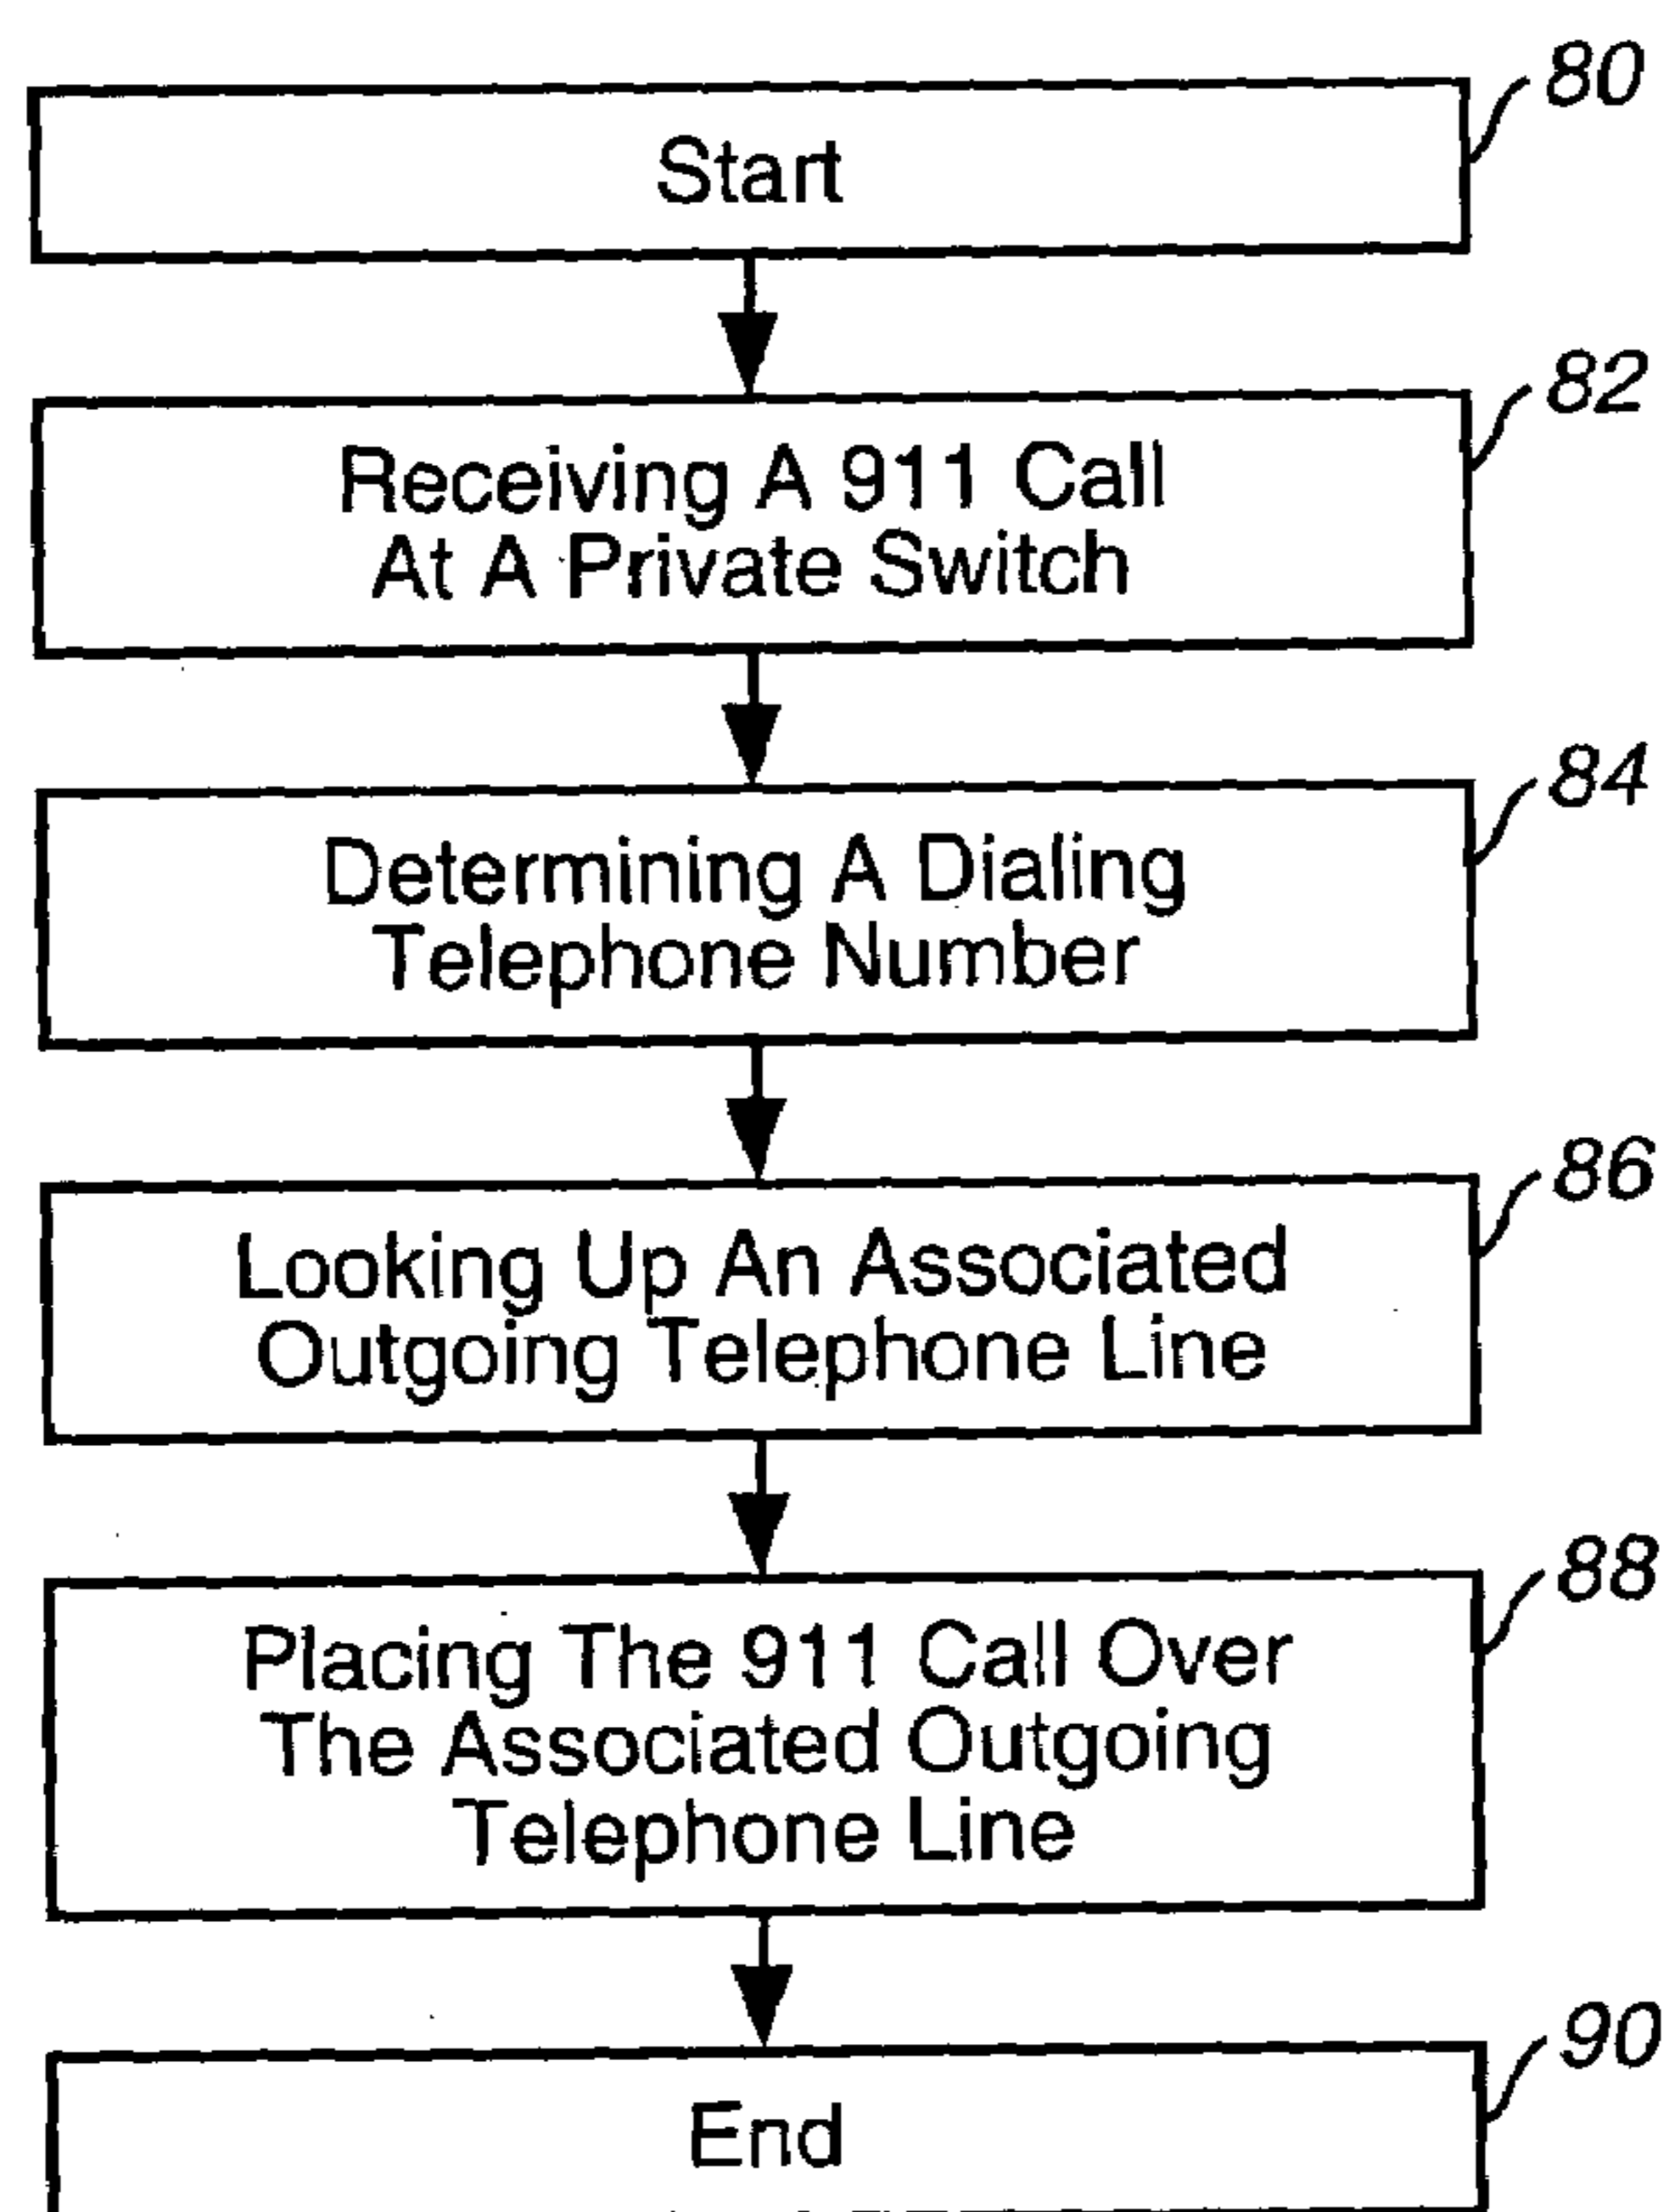 80
Start
82
Receiving A 911 Call
At A Private Switch
84
Determining A Dialing
Telephone Number
86
Looking Up An Associated
Outgoing Telephone Line
88
Placing The 911 Call Over
The Associated Outgoing
Telephone Line
90
End